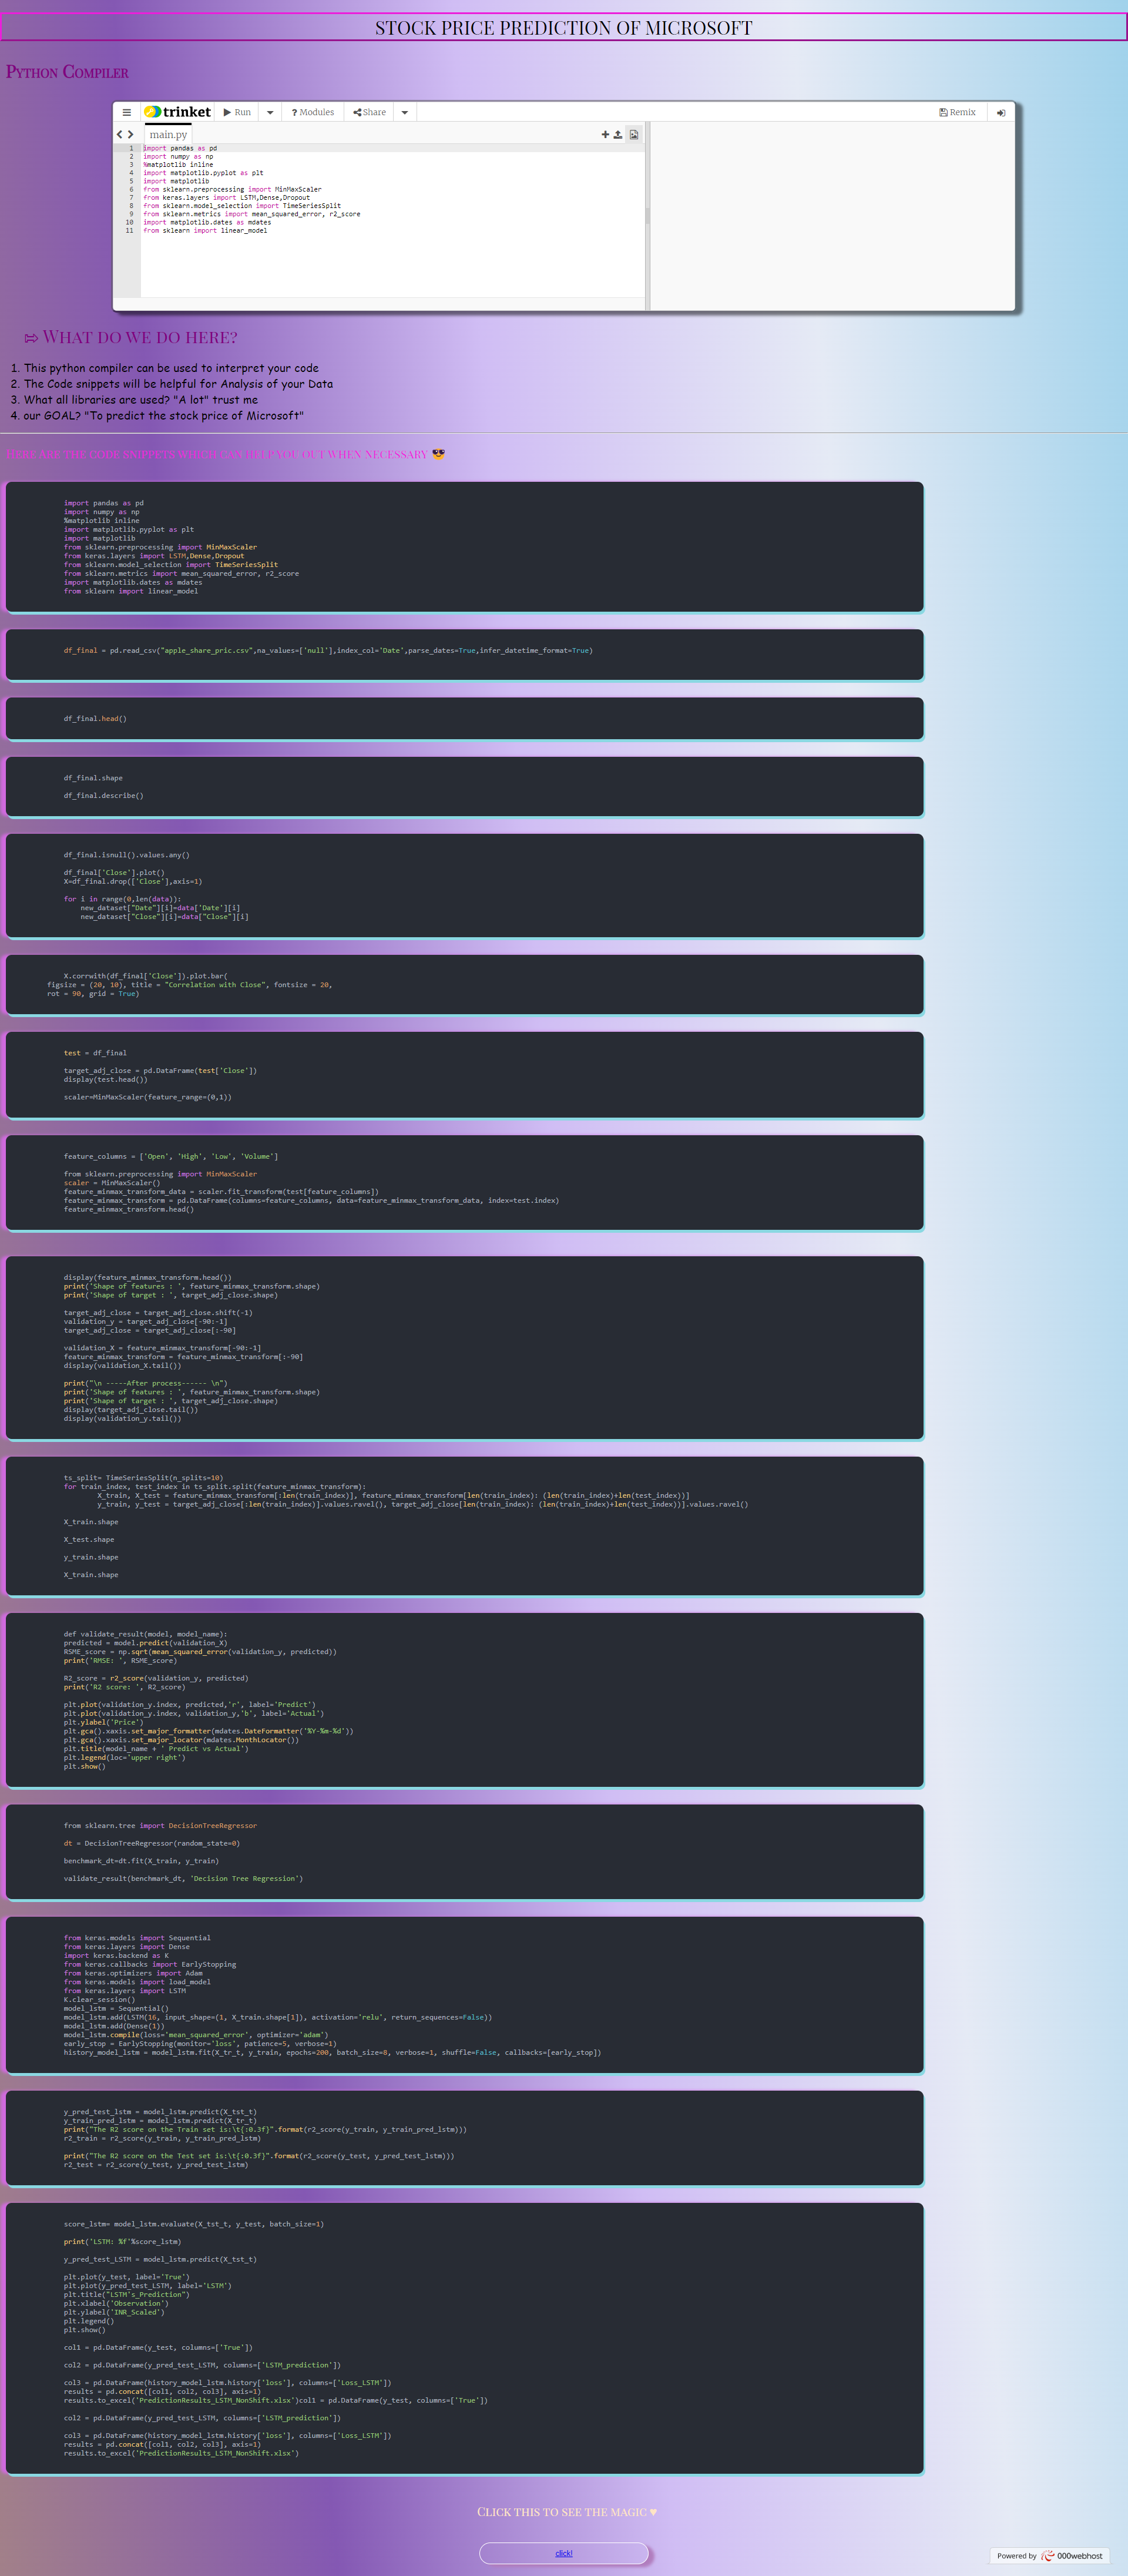 STOCK PRICE PREDICTION OF MICROSOFT
Python Compiler
trinket Run ? Modules Share Remix
main.py
1 import pandas as pd
2 import numpy as np
3 %matplotlib inline
4 import matplotlib.pyplot as plt
5 import matplotlib
6 from sklearn.preprocessing import MinMaxScaler
7 from keras.layers import LSTM,Dense,Dropout
8 from sklearn.model_selection import TimeSeriesSplit
9 from sklearn.metrics import mean_squared_error, r2_score
10 import matplotlib.dates as mdates
11 from sklearn import linear_model
➯ What do we do here?
1. This python compiler can be used to interpret your code
2. The Code snippets will be helpful for Analysis of your Data
3. What all libraries are used? "A lot" trust me
4. our GOAL? "To predict the stock price of Microsoft"
Here are the code snippets which can help you out when necessary 😎
import pandas as pd
import numpy as np
%matplotlib inline
import matplotlib.pyplot as plt
import matplotlib
from sklearn.preprocessing import MinMaxScaler
from keras.layers import LSTM,Dense,Dropout
from sklearn.model_selection import TimeSeriesSplit
from sklearn.metrics import mean_squared_error, r2_score
import matplotlib.dates as mdates
from sklearn import linear_model
df_final = pd.read_csv("apple_share_pric.csv",na_values=['null'],index_col='Date',parse_dates=True,infer_datetime_format=True)
df_final.head()
df_final.shape
df_final.describe()
df_final.isnull().values.any()
df_final['Close'].plot()
X=df_final.drop(['Close'],axis=1)
for i in range(0,len(data)):
new_dataset["Date"][i]=data['Date'][i]
new_dataset["Close"][i]=data["Close"][i]
X.corrwith(df_final['Close']).plot.bar(
figsize = (20, 10), title = "Correlation with Close", fontsize = 20,
rot = 90, grid = True)
test = df_final
target_adj_close = pd.DataFrame(test['Close'])
display(test.head())
scaler=MinMaxScaler(feature_range=(0,1))
feature_columns = ['Open', 'High', 'Low', 'Volume']
from sklearn.preprocessing import MinMaxScaler
scaler = MinMaxScaler()
feature_minmax_transform_data = scaler.fit_transform(test[feature_columns])
feature_minmax_transform = pd.DataFrame(columns=feature_columns, data=feature_minmax_transform_data, index=test.index)
feature_minmax_transform.head()
display(feature_minmax_transform.head())
print('Shape of features : ', feature_minmax_transform.shape)
print('Shape of target : ', target_adj_close.shape)
target_adj_close = target_adj_close.shift(-1)
validation_y = target_adj_close[-90:-1]
target_adj_close = target_adj_close[:-90]
validation_X = feature_minmax_transform[-90:-1]
feature_minmax_transform = feature_minmax_transform[:-90]
display(validation_X.tail())
print("\n -----After process------ \n")
print('Shape of features : ', feature_minmax_transform.shape)
print('Shape of target : ', target_adj_close.shape)
display(target_adj_close.tail())
display(validation_y.tail())
ts_split= TimeSeriesSplit(n_splits=10)
for train_index, test_index in ts_split.split(feature_minmax_transform):
X_train, X_test = feature_minmax_transform[:len(train_index)], feature_minmax_transform[len(train_index): (len(train_index)+len(test_index))]
y_train, y_test = target_adj_close[:len(train_index)].values.ravel(), target_adj_close[len(train_index): (len(train_index)+len(test_index))].values.ravel()
X_train.shape
X_test.shape
y_train.shape
X_train.shape
def validate_result(model, model_name):
predicted = model.predict(validation_X)
RSME_score = np.sqrt(mean_squared_error(validation_y, predicted))
print('RMSE: ', RSME_score)
R2_score = r2_score(validation_y, predicted)
print('R2 score: ', R2_score)
plt.plot(validation_y.index, predicted,'r', label='Predict')
plt.plot(validation_y.index, validation_y,'b', label='Actual')
plt.ylabel('Price')
plt.gca().xaxis.set_major_formatter(mdates.DateFormatter('%Y-%m-%d'))
plt.gca().xaxis.set_major_locator(mdates.MonthLocator())
plt.title(model_name + ' Predict vs Actual')
plt.legend(loc='upper right')
plt.show()
from sklearn.tree import DecisionTreeRegressor
dt = DecisionTreeRegressor(random_state=0)
benchmark_dt=dt.fit(X_train, y_train)
validate_result(benchmark_dt, 'Decision Tree Regression')
from keras.models import Sequential
from keras.layers import Dense
import keras.backend as K
from keras.callbacks import EarlyStopping
from keras.optimizers import Adam
from keras.models import load_model
from keras.layers import LSTM
K.clear_session()
model_lstm = Sequential()
model_lstm.add(LSTM(16, input_shape=(1, X_train.shape[1]), activation='relu', return_sequences=False))
model_lstm.add(Dense(1))
model_lstm.compile(loss='mean_squared_error', optimizer='adam')
early_stop = EarlyStopping(monitor='loss', patience=5, verbose=1)
history_model_lstm = model_lstm.fit(X_tr_t, y_train, epochs=200, batch_size=8, verbose=1, shuffle=False, callbacks=[early_stop])
y_pred_test_lstm = model_lstm.predict(X_tst_t)
y_train_pred_lstm = model_lstm.predict(X_tr_t)
print("The R2 score on the Train set is:\t{:0.3f}".format(r2_score(y_train, y_train_pred_lstm)))
r2_train = r2_score(y_train, y_train_pred_lstm)
print("The R2 score on the Test set is:\t{:0.3f}".format(r2_score(y_test, y_pred_test_lstm)))
r2_test = r2_score(y_test, y_pred_test_lstm)
score_lstm= model_lstm.evaluate(X_tst_t, y_test, batch_size=1)
print('LSTM: %f'%score_lstm)
y_pred_test_LSTM = model_lstm.predict(X_tst_t)
plt.plot(y_test, label='True')
plt.plot(y_pred_test_LSTM, label='LSTM')
plt.title("LSTM's_Prediction")
plt.xlabel('Observation')
plt.ylabel('INR_Scaled')
plt.legend()
plt.show()
col1 = pd.DataFrame(y_test, columns=['True'])
col2 = pd.DataFrame(y_pred_test_LSTM, columns=['LSTM_prediction'])
col3 = pd.DataFrame(history_model_lstm.history['loss'], columns=['Loss_LSTM'])
results = pd.concat([col1, col2, col3], axis=1)
results.to_excel('PredictionResults_LSTM_NonShift.xlsx')col1 = pd.DataFrame(y_test, columns=['True'])
col2 = pd.DataFrame(y_pred_test_LSTM, columns=['LSTM_prediction'])
col3 = pd.DataFrame(history_model_lstm.history['loss'], columns=['Loss_LSTM'])
results = pd.concat([col1, col2, col3], axis=1)
results.to_excel('PredictionResults_LSTM_NonShift.xlsx')
Click this to see the magic ♥
click!
Powered by 000webhost